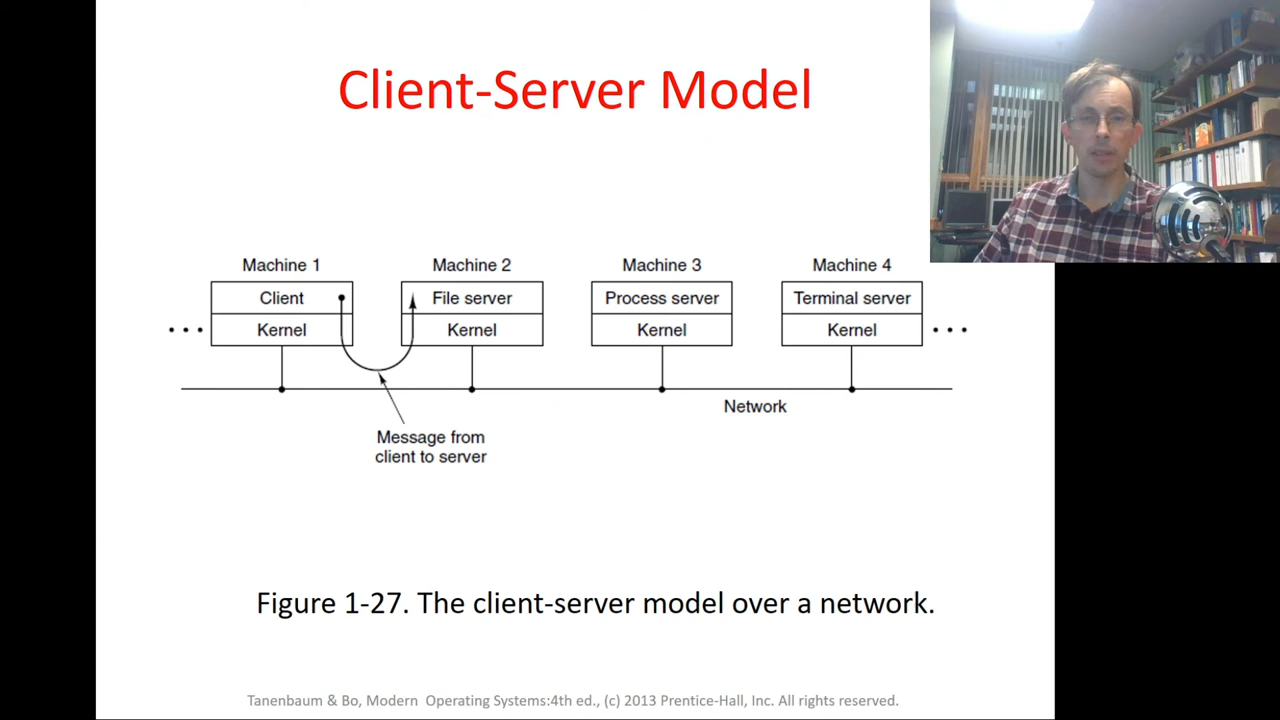 Client-Server Model
Machine 1
Machine 2
Machine 3
Machine 4
Client
File server
Process server
Terminal server
Kernel
Kernel
Kernel
Kernel
Network
Message from
client to server
Figure 1-27. The client-server model over a network.
Tanenbaum & Bo, Modern  Operating Systems:4th ed., (c) 2013 Prentice-Hall, Inc. All rights reserved.